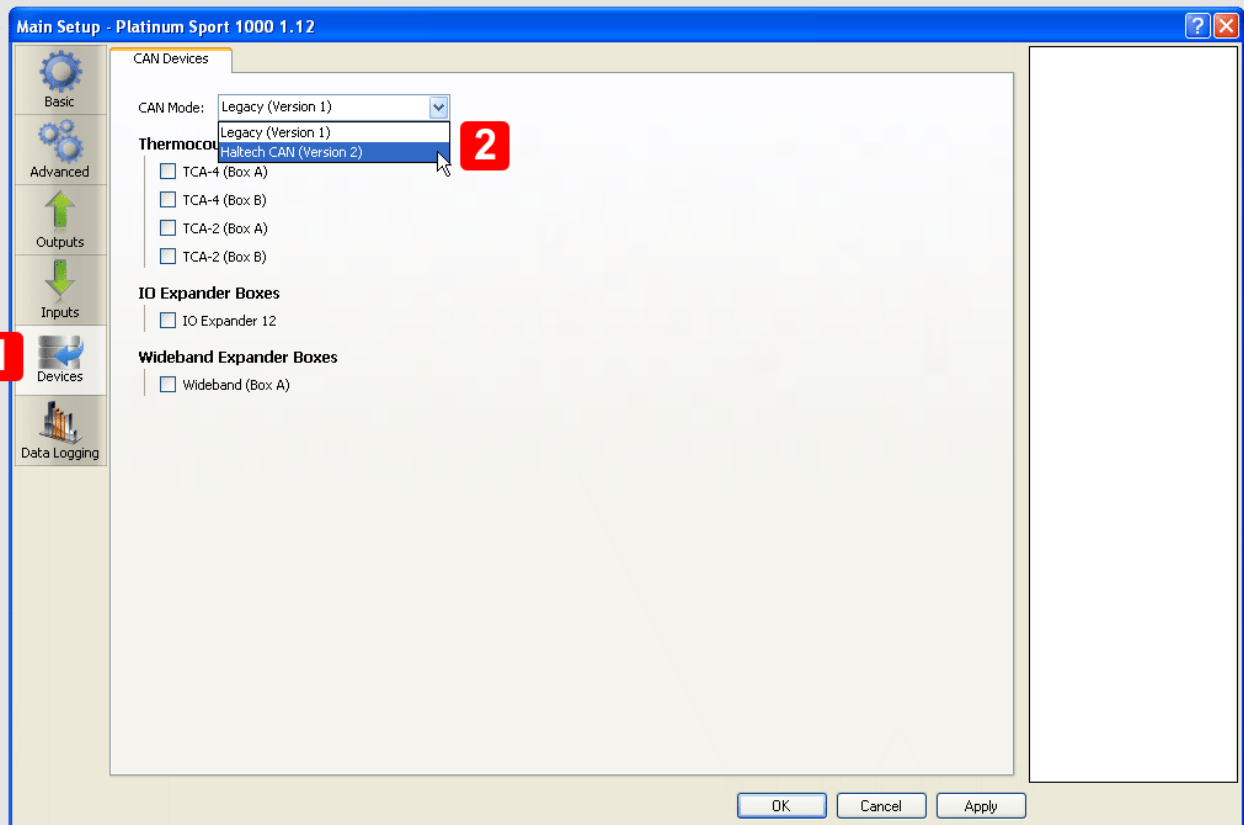 Main Setup - Platinum Sport 1000 1.12
Basic
Advanced
Outputs
Inputs
1
Devices
Data Logging
CAN Devices
CAN Mode: Legacy (Version 1)
Legacy (Version 1)
Haltech CAN (Version 2)
2
TCA-4 (Box A)
TCA-4 (Box B)
TCA-2 (Box A)
TCA-2 (Box B)
IO Expander Boxes
IO Expander 12
Wideband Expander Boxes
Wideband (Box A)
OK Cancel Apply